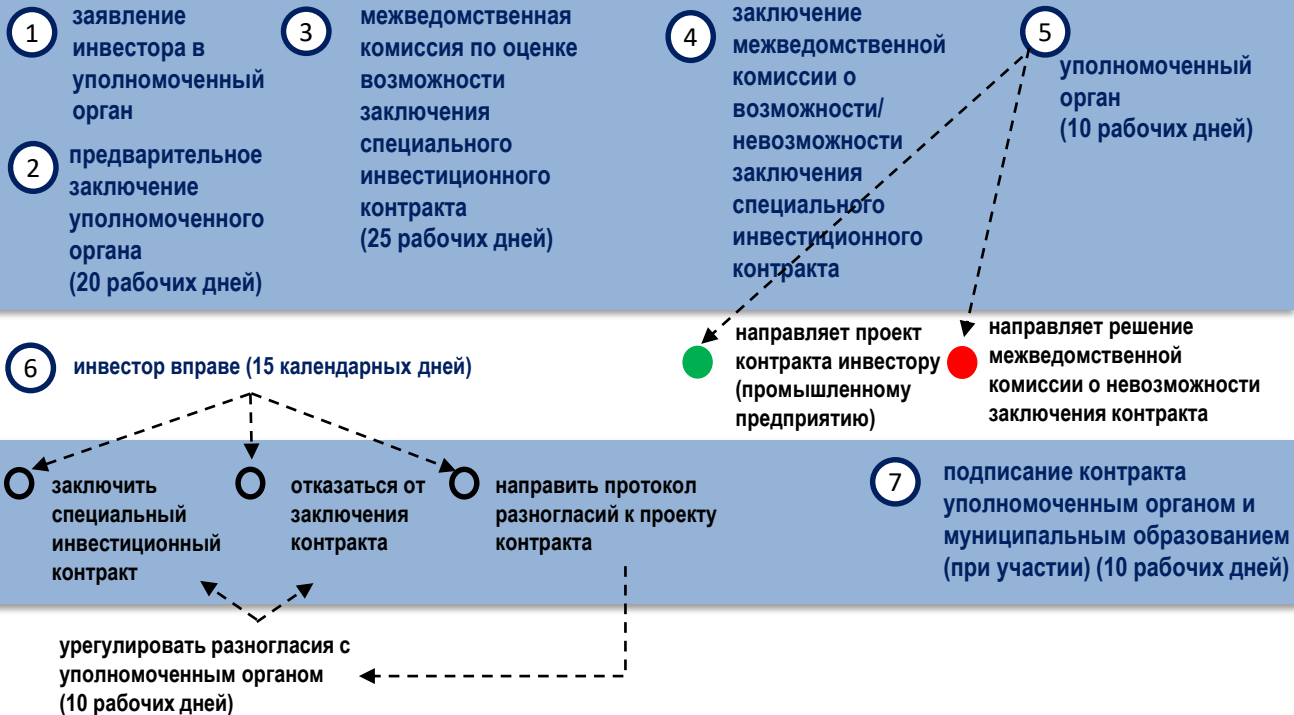 1
заявление
инвестора в
уполномоченный
орган
2
предварительное
заключение
уполномоченного
органа
(20 рабочих дней)
3
межведомственная
комиссия по оценке
возможности
заключения
специального
инвестиционного
контракта
(25 рабочих дней)
4
заключение
межведомственной
комиссии о
возможности/
невозможности
заключения
специального
инвестиционного
контракта
5
уполномоченный
орган
(10 рабочих дней)
направляет проект
контракта инвестору
(промышленному
предприятию)
направляет решение
межведомственной
комиссии о невозможности
заключения контракта
6
инвестор вправе (15 календарных дней)
заключить
специальный
инвестиционный
контракт
отказаться от
заключения
контракта
направить протокол
разногласий к проекту
контракта
урегулировать разногласия с
уполномоченным органом
(10 рабочих дней)
7
подписание контракта
уполномоченным органом и
муниципальным образованием
(при участии) (10 рабочих дней)